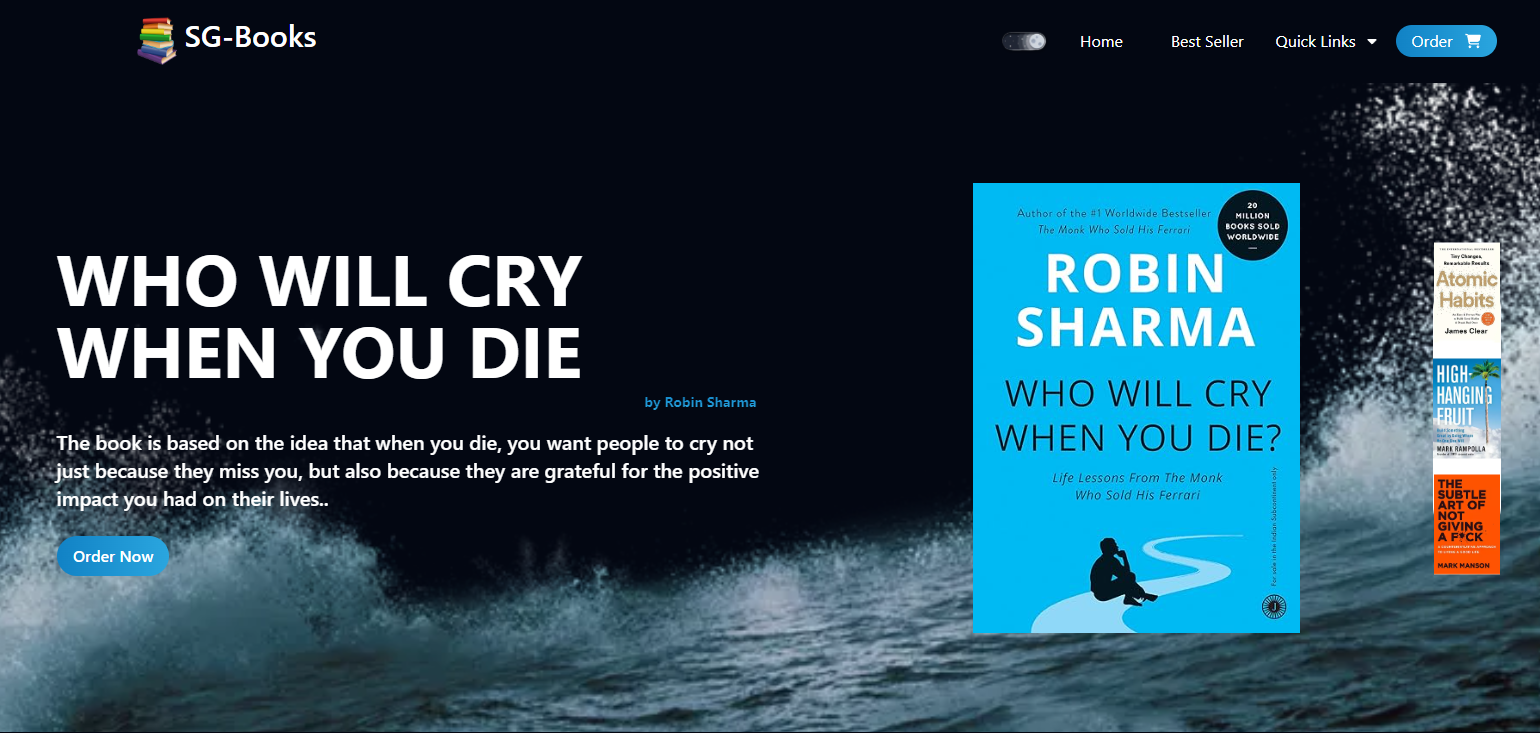 SG-Books
Home
Best Seller
Quick Links
Order
WHO WILL CRY
WHEN YOU DIE
by Robin Sharma
The book is based on the idea that when you die, you want people to cry not
just because they miss you, but also because they are grateful for the positive
impact you had on their lives..
Order Now
Author of the #1 Worldwide Bestseller
The Monk Who Sold His Ferrari
20
MILLION
BOOKS SOLD
WORLDWIDE
ROBIN
SHARMA
WHO WILL CRY
WHEN YOU DIE?
Life Lessons From The Monk
Who Sold His Ferrari
For sale in the Indian Subcontinent only
J
Tiny Changes,
Remarkable Results
Atomic
Habits
James Clear
HIGH-
HANGING
FRUIT
MARK RAMPOLLA
THE
SUBTLE
ART OF
NOT
GIVING
A F*CK
MARK MANSON